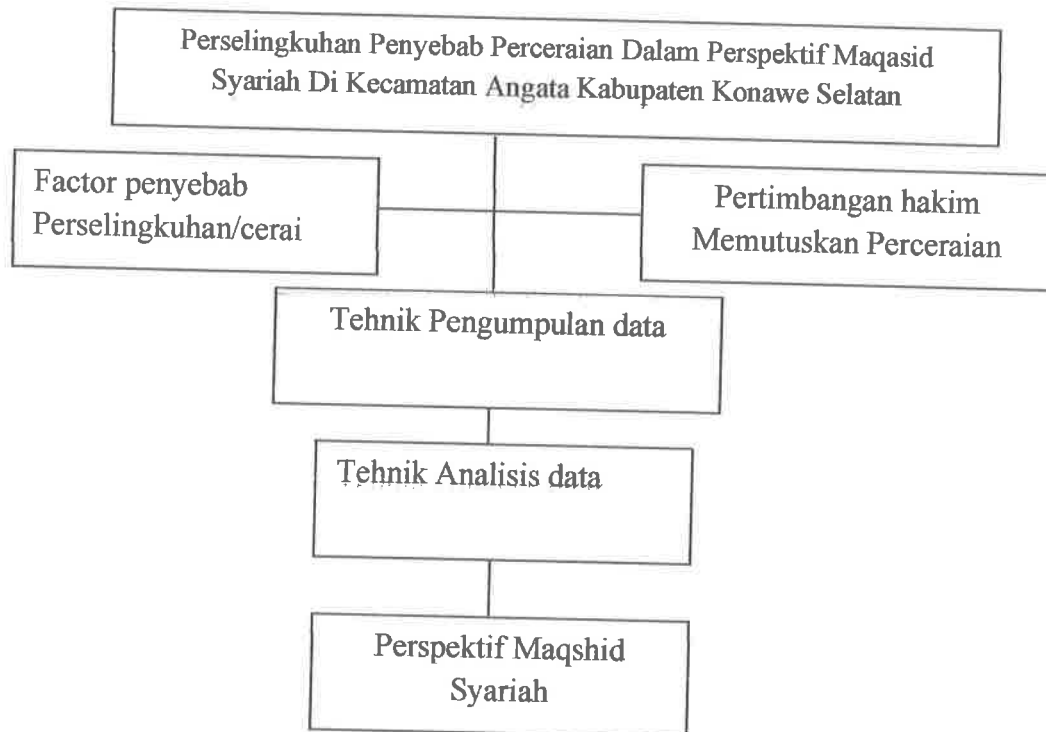 Perselingkuhan Penyebab Perceraian Dalam Perspektif Maqasid
Syariah Di Kecamatan Angata Kabupaten Konawe Selatan
Factor penyebab
Perselingkuhan/cerai
Pertimbangan hakim
Memutuskan Perceraian
Tehnik Pengumpulan data
Tehnik Analisis data
Perspektif Maqshid
Syariah